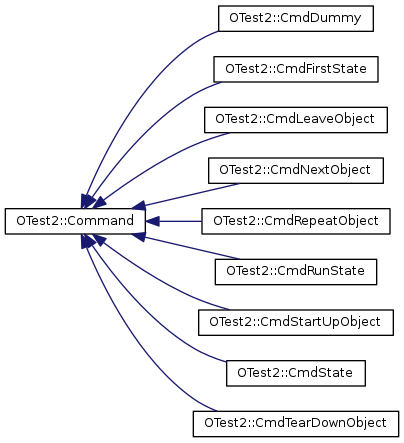 OTest2::CmdDummy
OTest2::CmdFirstState
OTest2::CmdLeaveObject
OTest2::CmdNextObject
OTest2::Command
OTest2::CmdRepeatObject
OTest2::CmdRunState
OTest2::CmdStartUpObject
OTest2::CmdState
OTest2::CmdTearDownObject